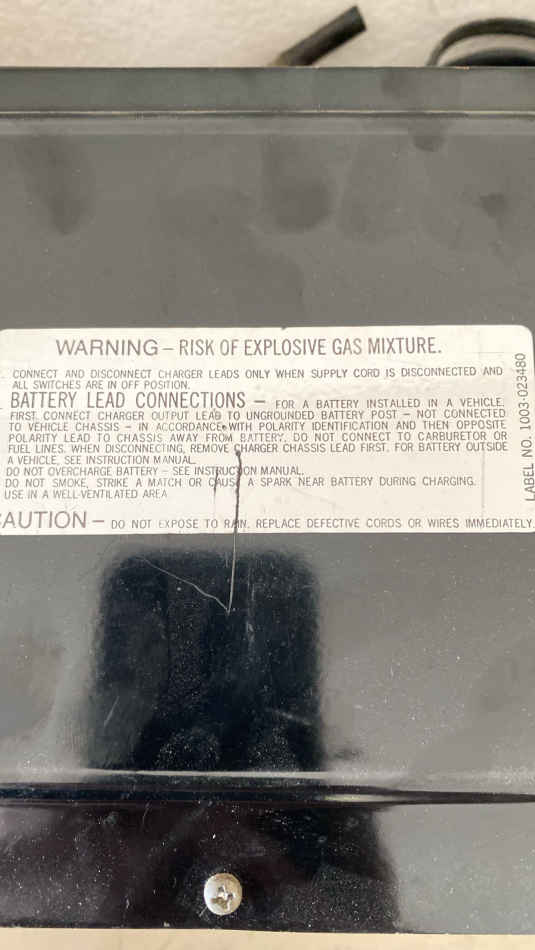 WARNING – RISK OF EXPLOSIVE GAS MIXTURE.
CONNECT AND DISCONNECT CHARGER LEADS ONLY WHEN SUPPLY CORD IS DISCONNECTED AND
ALL SWITCHES ARE IN OFF POSITION.
BATTERY LEAD CONNECTIONS – FOR A BATTERY INSTALLED IN A VEHICLE.
FIRST CONNECT CHARGER OUTPUT LEAD TO UNGROUNDED BATTERY POST – NOT CONNECTED
TO VEHICLE CHASSIS – IN ACCORDANCE WITH POLARITY IDENTIFICATION AND THEN OPPOSITE
POLARITY LEAD TO CHASSIS AWAY FROM BATTERY. DO NOT CONNECT TO CARBURETOR OR
FUEL LINES. WHEN DISCONNECTING, REMOVE CHARGER CHASSIS LEAD FIRST. FOR BATTERY OUTSIDE
A VEHICLE, SEE INSTRUCTION MANUAL.
DO NOT OVERCHARGE BATTERY – SEE INSTRUCTION MANUAL.
DO NOT SMOKE, STRIKE A MATCH OR CAUSE A SPARK NEAR BATTERY DURING CHARGING.
USE IN A WELL-VENTILATED AREA
CAUTION – DO NOT EXPOSE TO RAIN. REPLACE DEFECTIVE CORDS OR WIRES IMMEDIATELY.
LABEL NO. 1003-023480